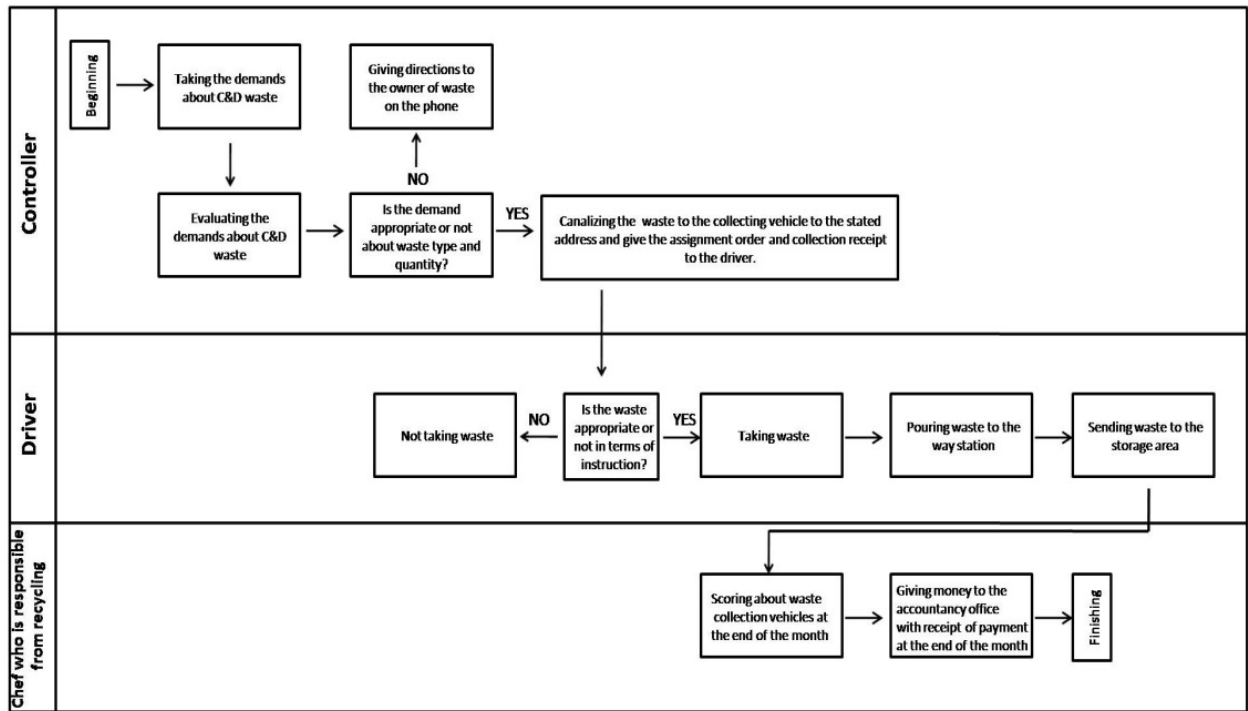 Controller
Beginning
Taking the demands
about C&D waste
Giving directions to
the owner of waste
on the phone
NO
Evaluating the
demands about C&D
waste
Is the demand
appropriate or not
about waste type and
quantity?
YES
Canalizing the waste to the collecting vehicle to the stated
address and give the assignment order and collection receipt
to the driver.
Driver
Not taking waste
NO
Is the waste
appropriate or
not in terms of
instruction?
YES
Taking waste
Pouring waste to the
way station
Sending waste to the
storage area
Chef who is responsible
from recycling
Scoring about waste
collection vehicles at
the end of the month
Giving money to the
accountancy office
with receipt of payment
at the end of the month
Finishing